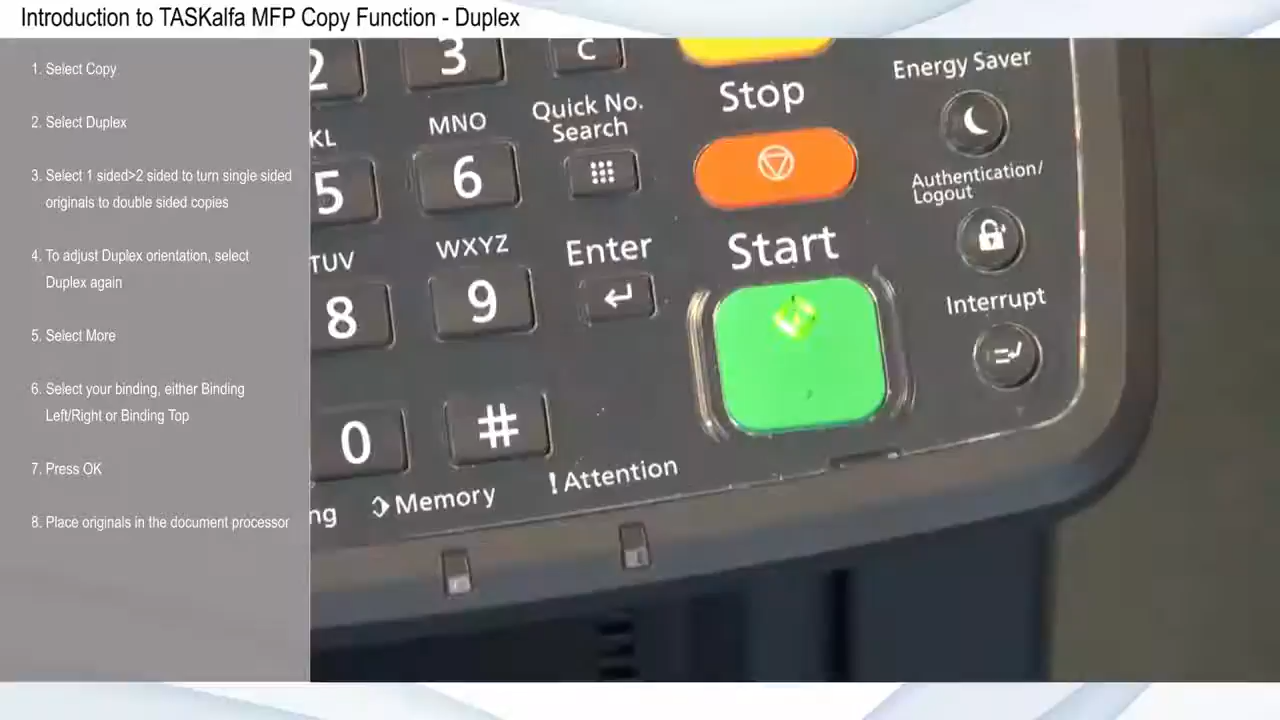 Introduction to TASKalfa MFP Copy Function - Duplex
1. Select Copy
2. Select Duplex
3. Select 1 sided>2 sided to turn single sided
originals to double sided copies
4. To adjust Duplex orientation, select
Duplex again
5. Select More
6. Select your binding, either Binding
Left/Right or Binding Top
7. Press OK
8. Place originals in the document processor
2
3
C
Energy Saver
Stop
KL
MNO
Quick No.
Search
5
6
Authentication/
Logout
TUV
WXYZ
Enter
Start
8
9
Interrupt
0
#
ng
Memory
!Attention